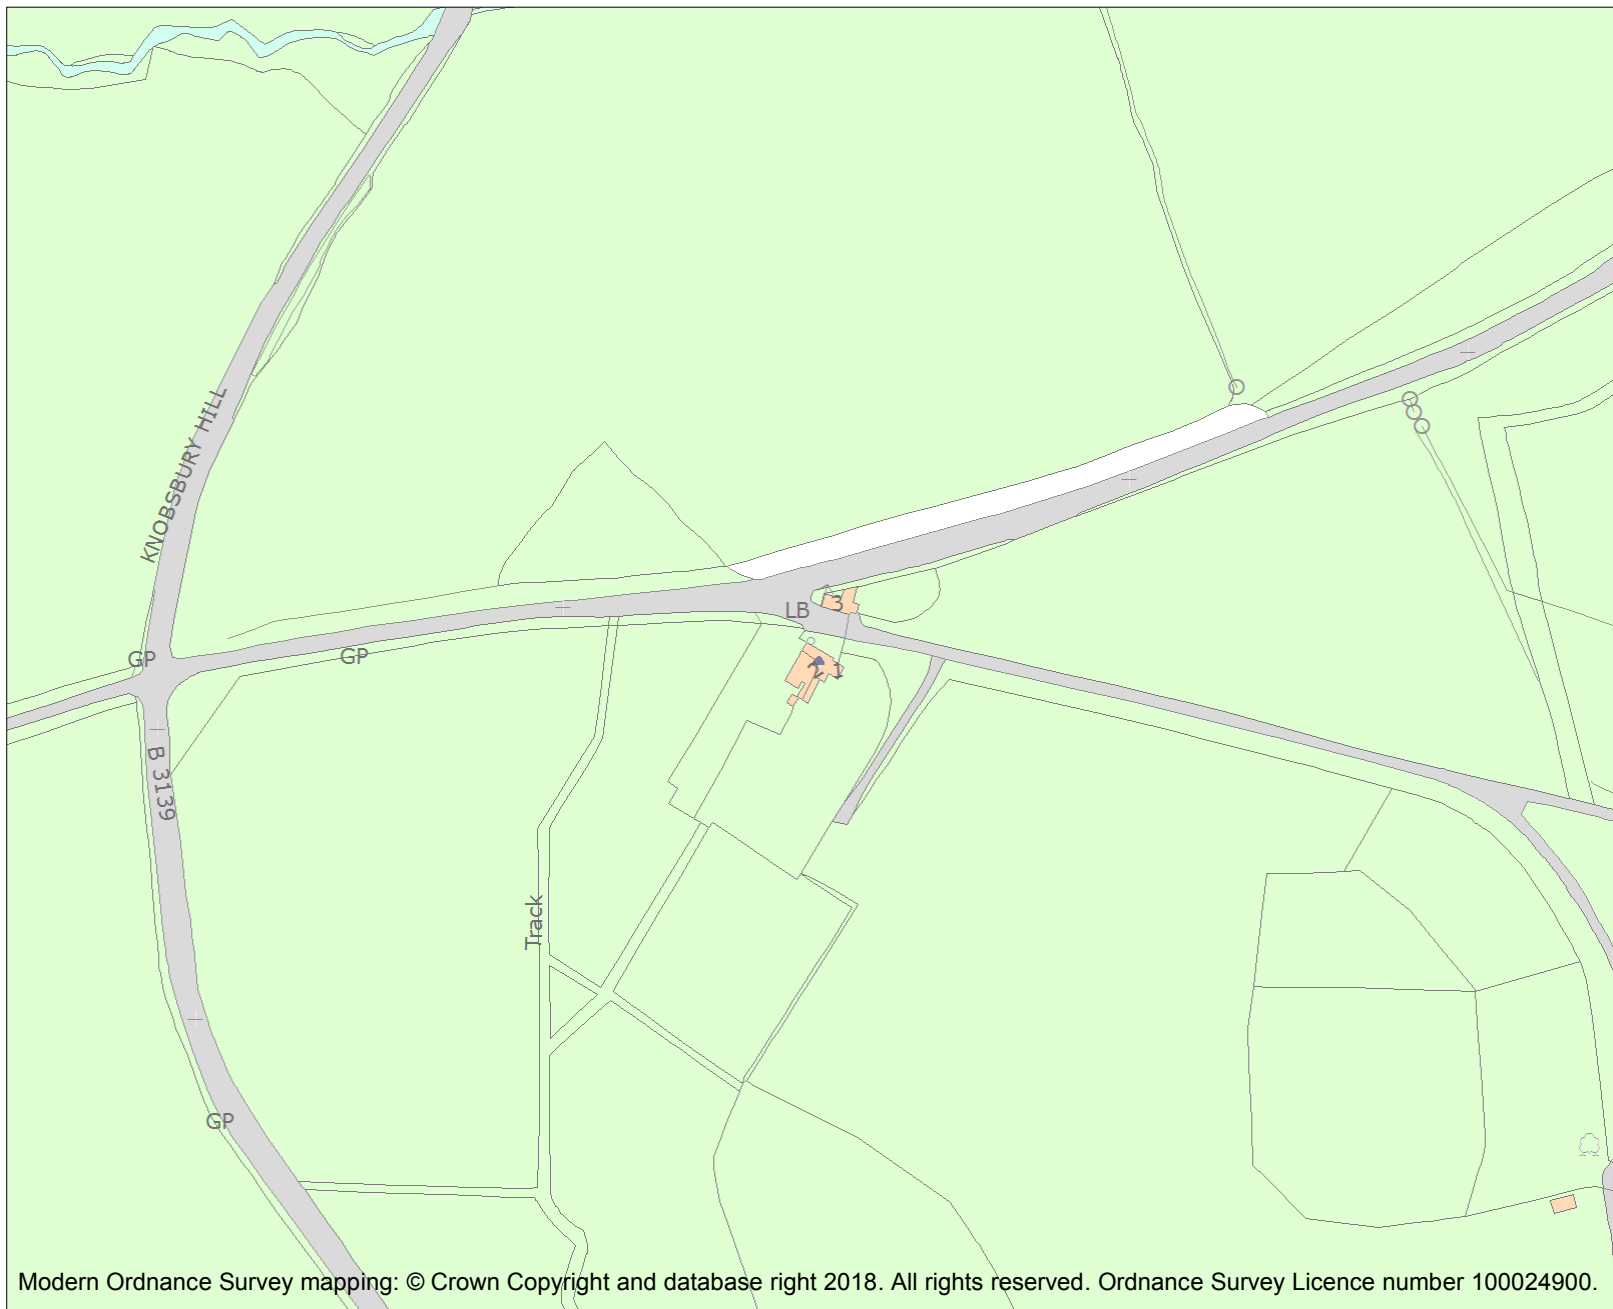 KNOBSBURY HILL
LB
3
GP
GP
2
1
B 3139
Track
GP
Modern Ordnance Survey mapping: © Crown Copyright and database right 2018. All rights reserved. Ordnance Survey Licence number 100024900.